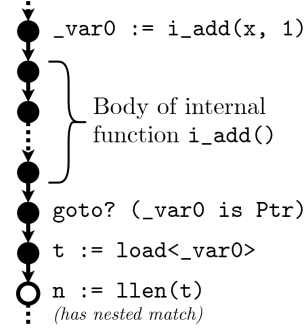 _var0 := i_add(x, 1)
Body of internal
function i_add()
goto? (_var0 is Ptr)
t := load<_var0>
n := llen(t)
(has nested match)